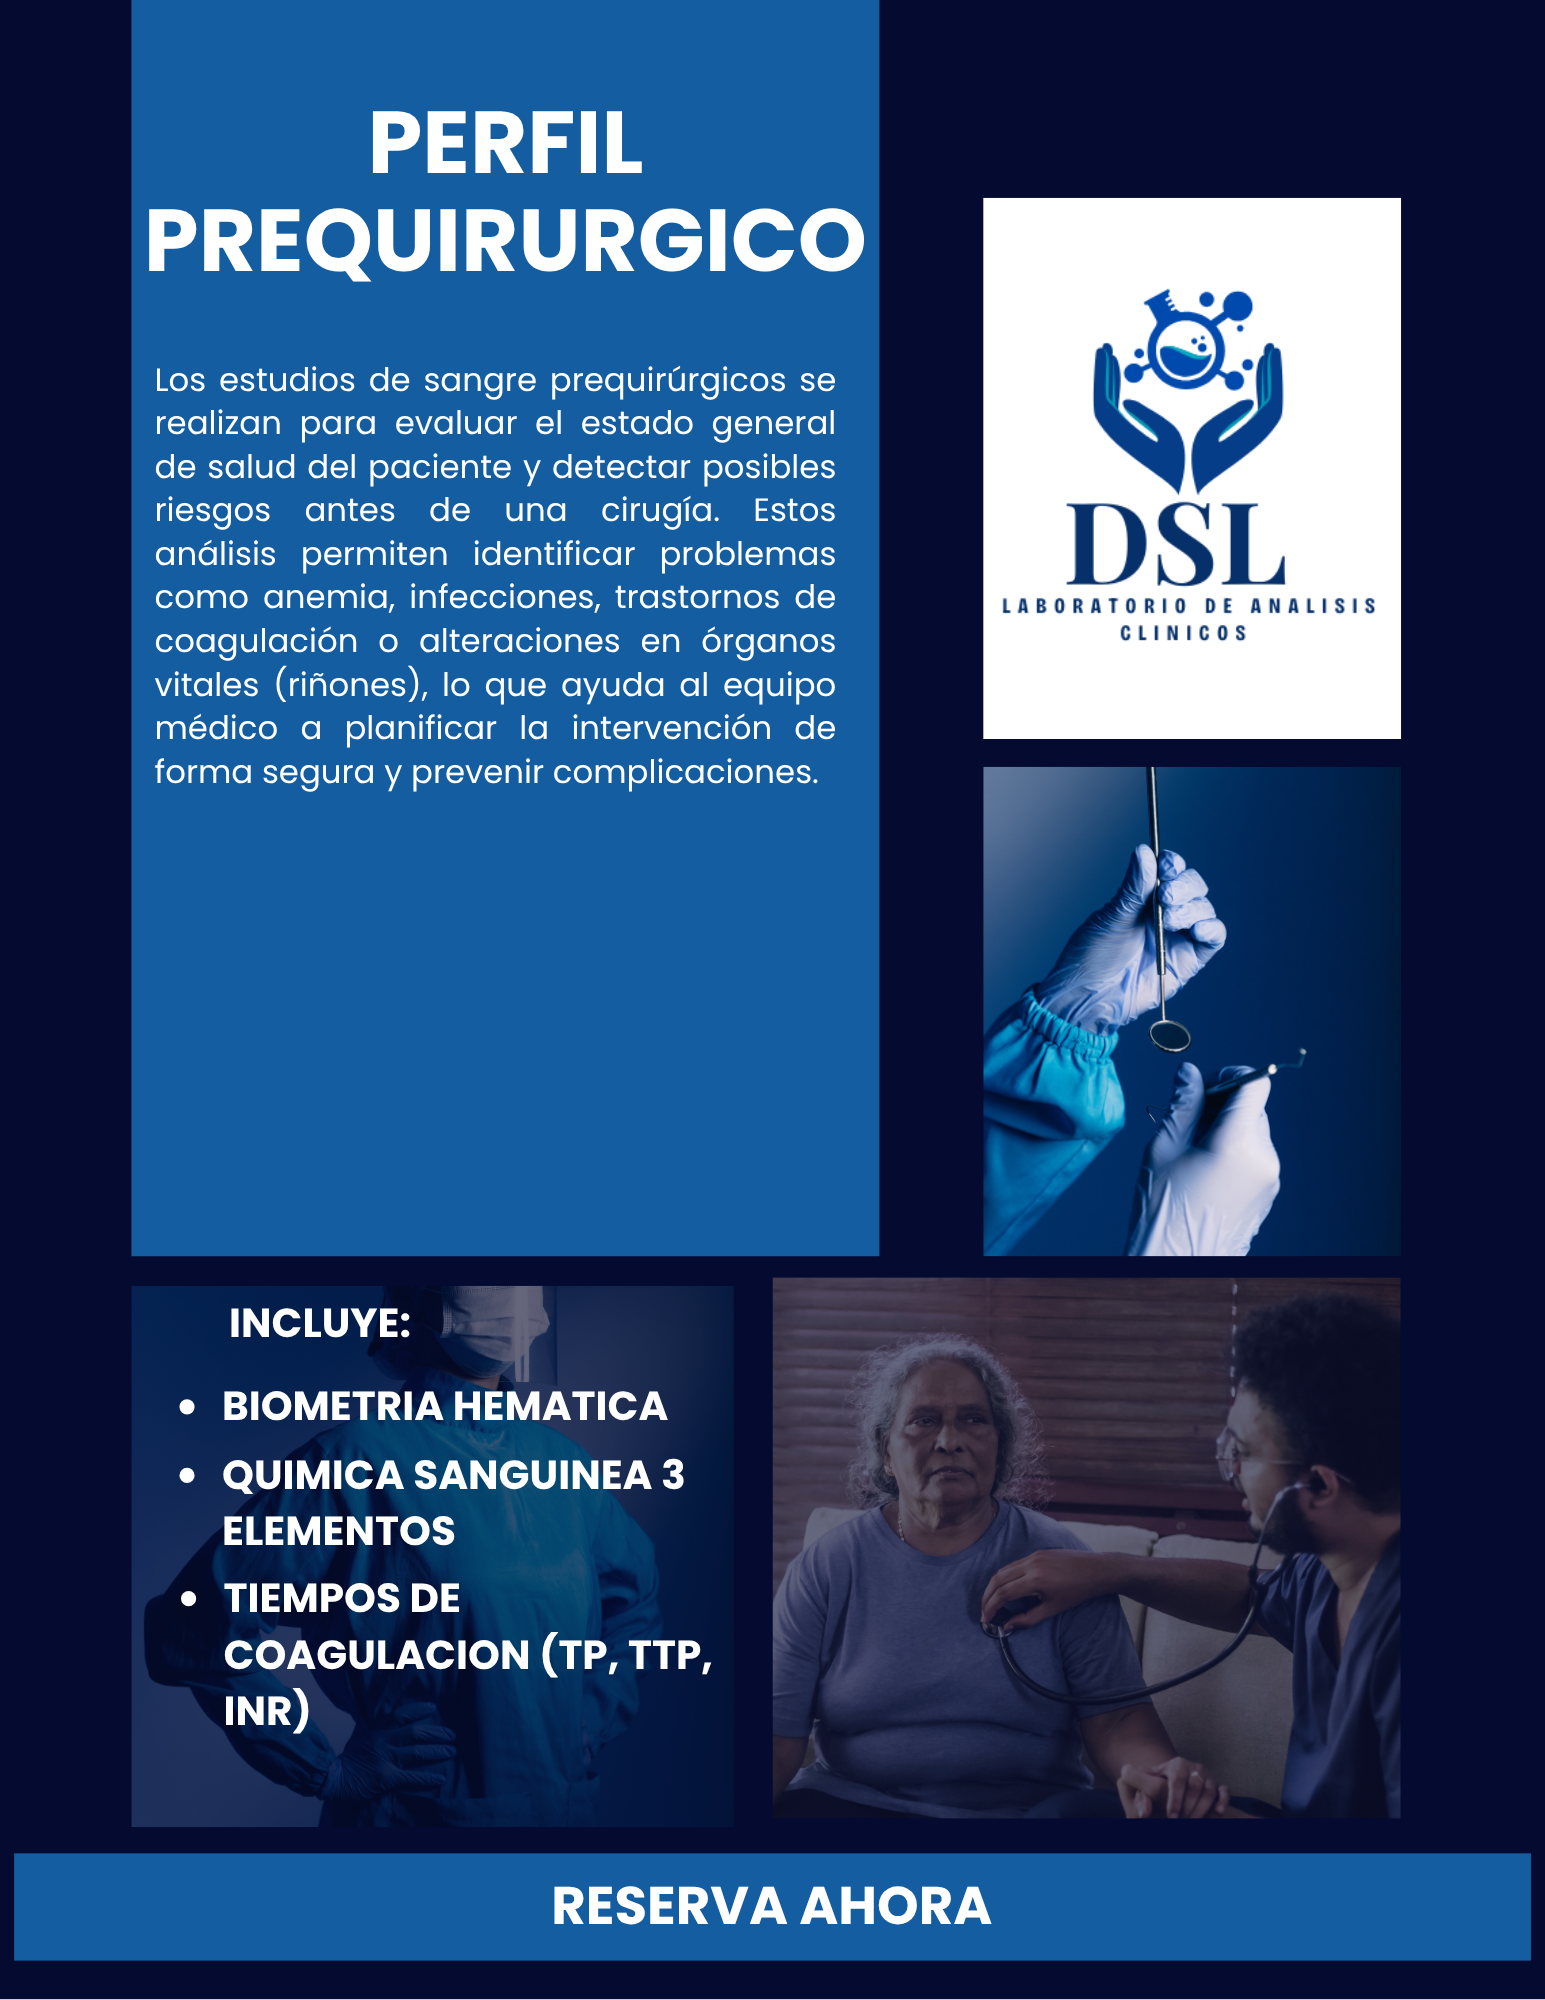 PERFIL
PREQUIRURGICO
Los estudios de sangre prequirúrgicos se
realizan para evaluar el estado general
de salud del paciente y detectar posibles
riesgos antes de una cirugía. Estos
análisis permiten identificar problemas
como anemia, infecciones, trastornos de
coagulación o alteraciones en órganos
vitales (riñones), lo que ayuda al equipo
médico a planificar la intervención de
forma segura y prevenir complicaciones.
DSL
LABORATORIO DE ANALISIS
CLINICOS
INCLUYE:
• BIOMETRIA HEMATICA
• QUIMICA SANGUINEA 3
ELEMENTOS
• TIEMPOS DE
COAGULACION (TP, TTP,
INR)
RESERVA AHORA